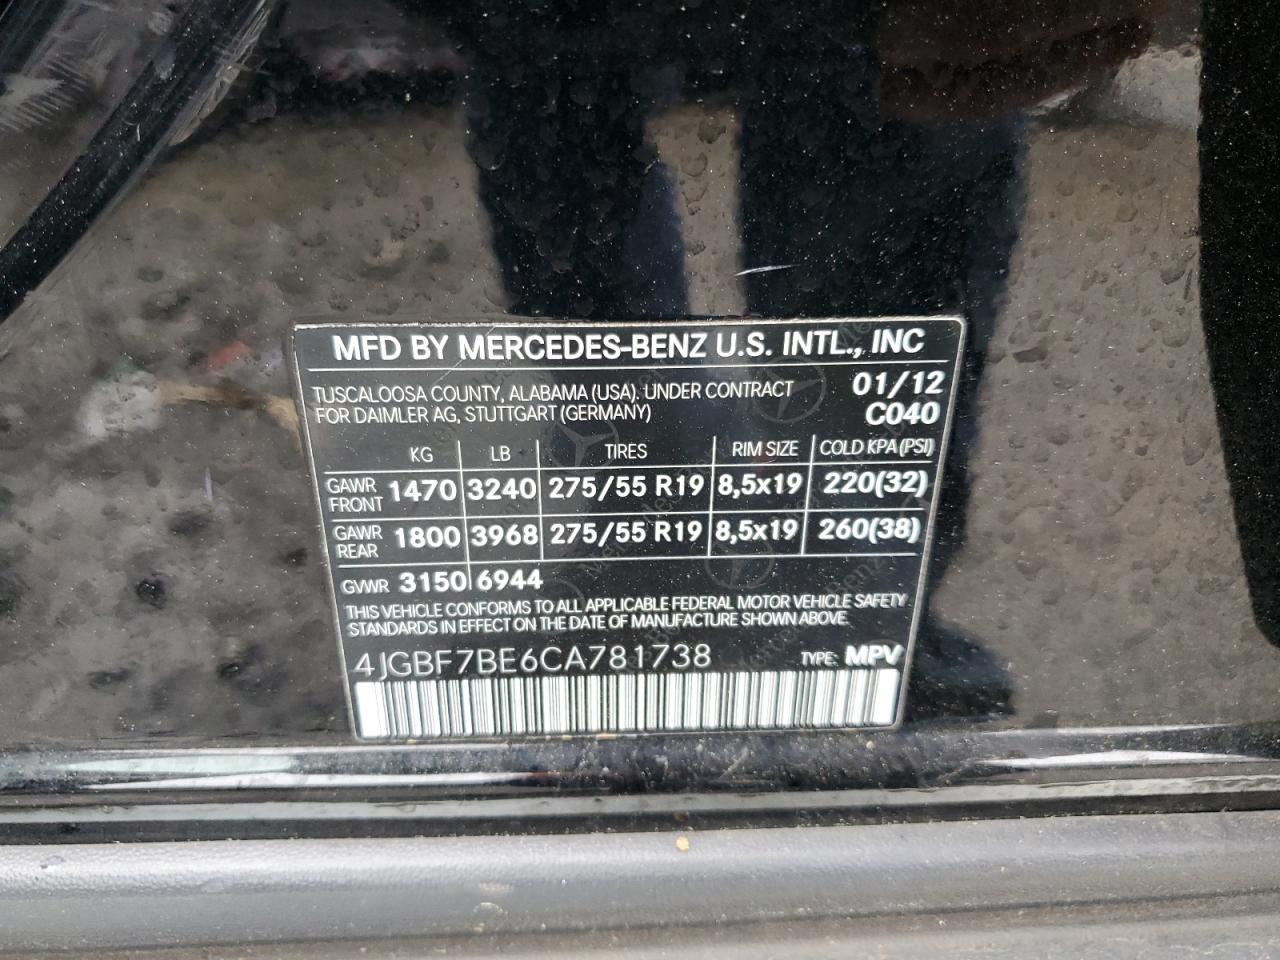 MFD BY MERCEDES-BENZ U.S. INTL., INC
TUSCALOOSA COUNTY, ALABAMA (USA). UNDER CONTRACT 01/12
FOR DAIMLER AG, STUTTGART (GERMANY) C040
KG LB TIRES RIM SIZE COLD KPA (PSI)
GAWR FRONT 1470 3240 275/55 R19 8,5x19 220(32)
GAWR REAR 1800 3968 275/55 R19 8,5x19 260(38)
GVWR 3150 6944
THIS VEHICLE CONFORMS TO ALL APPLICABLE FEDERAL MOTOR VEHICLE SAFETY
STANDARDS IN EFFECT ON THE DATE OF MANUFACTURE SHOWN ABOVE.
4JGBF7BE6CA781738 TYPE: MPV